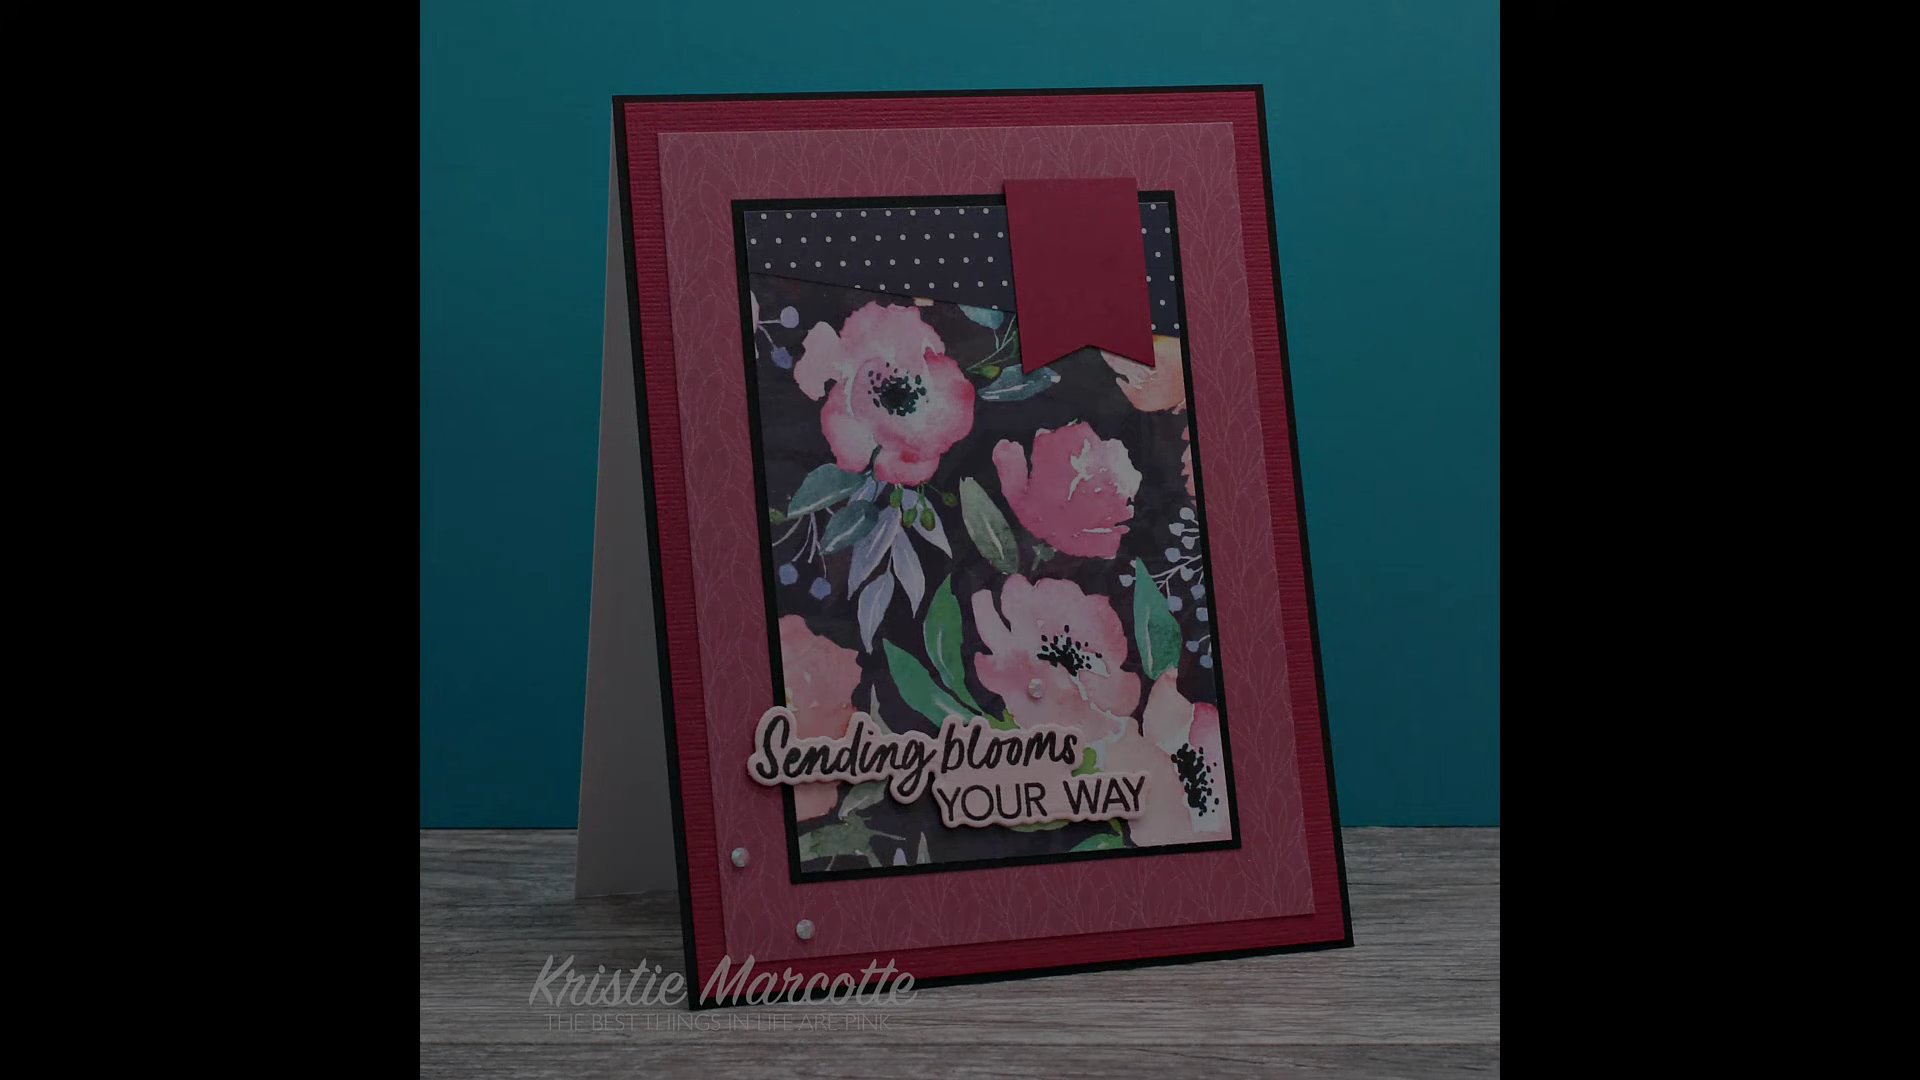 Sending blooms
YOUR WAY
Kristie Marcotte
THE BEST THINGS IN LIFE ARE PINK